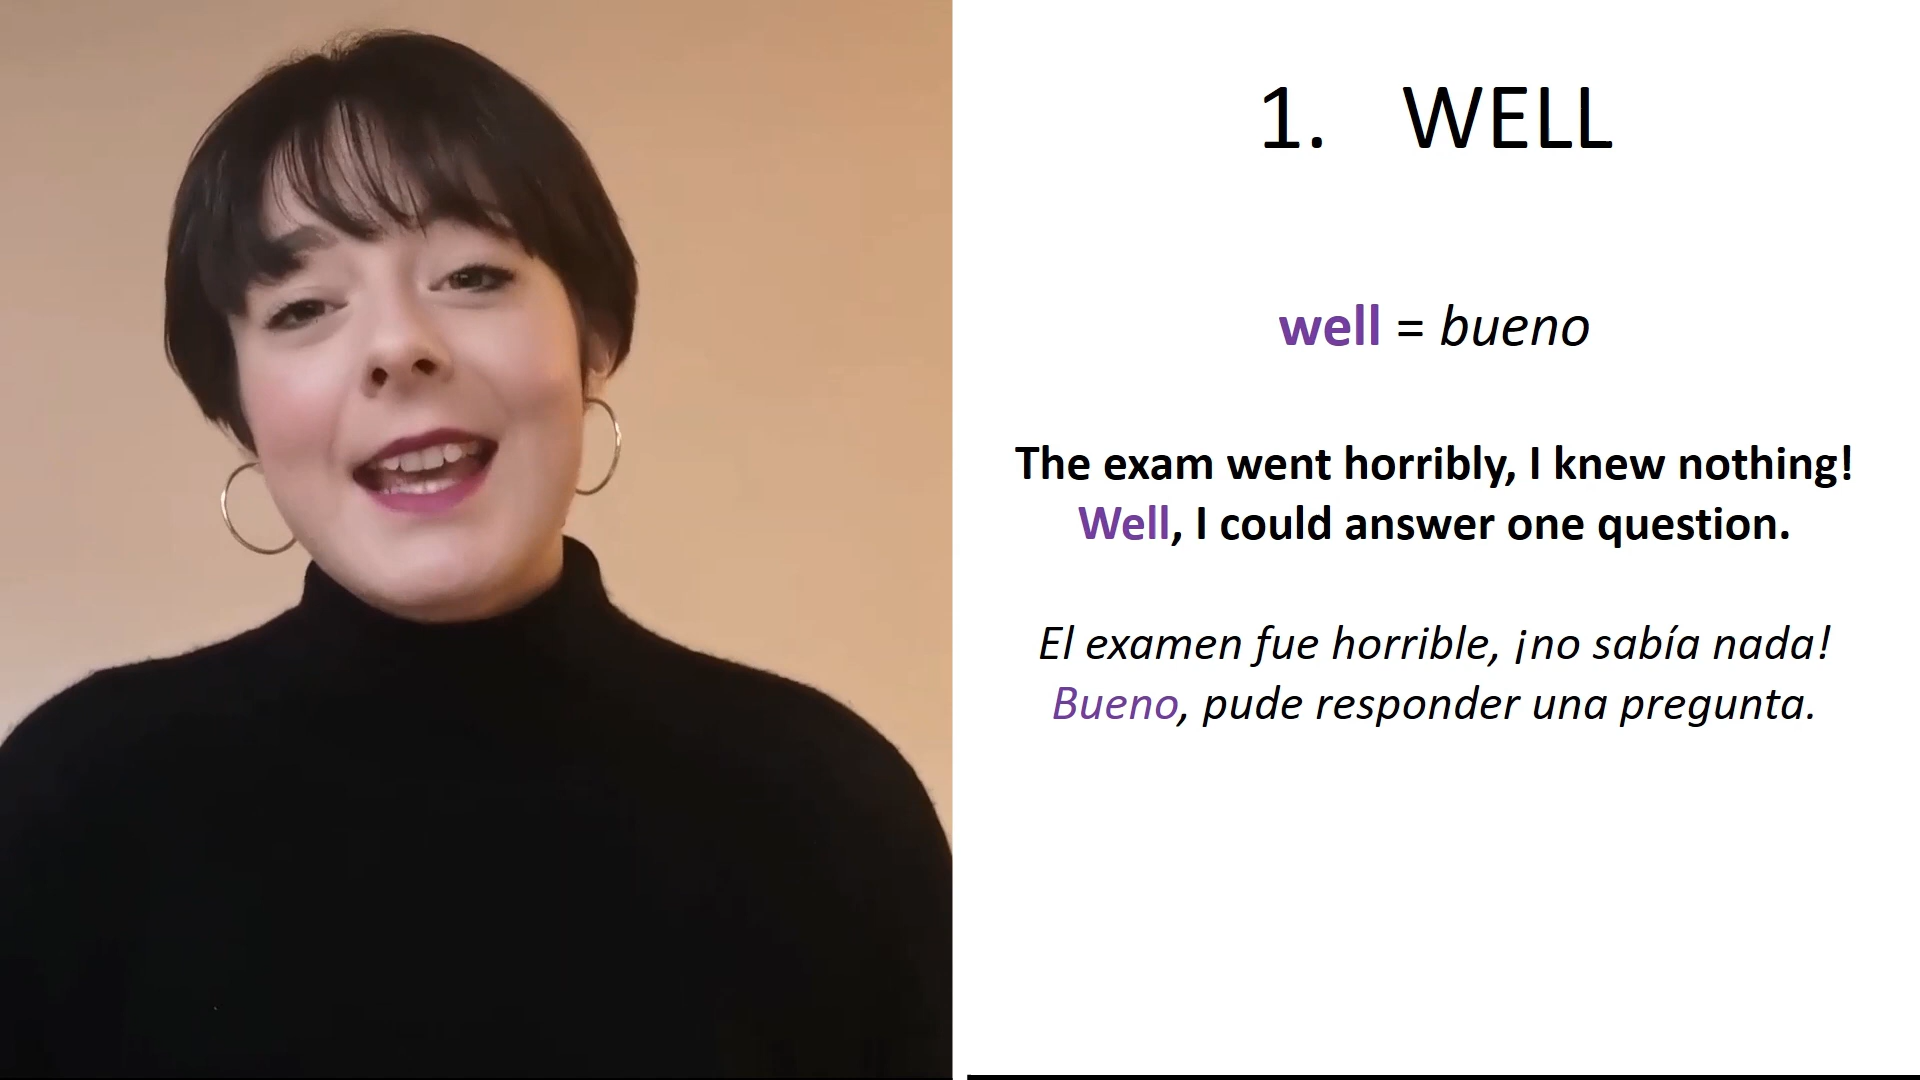 1. WELL
well = bueno
The exam went horribly, I knew nothing!
Well, I could answer one question.
El examen fue horrible, ¡no sabía nada!
Bueno, pude responder una pregunta.